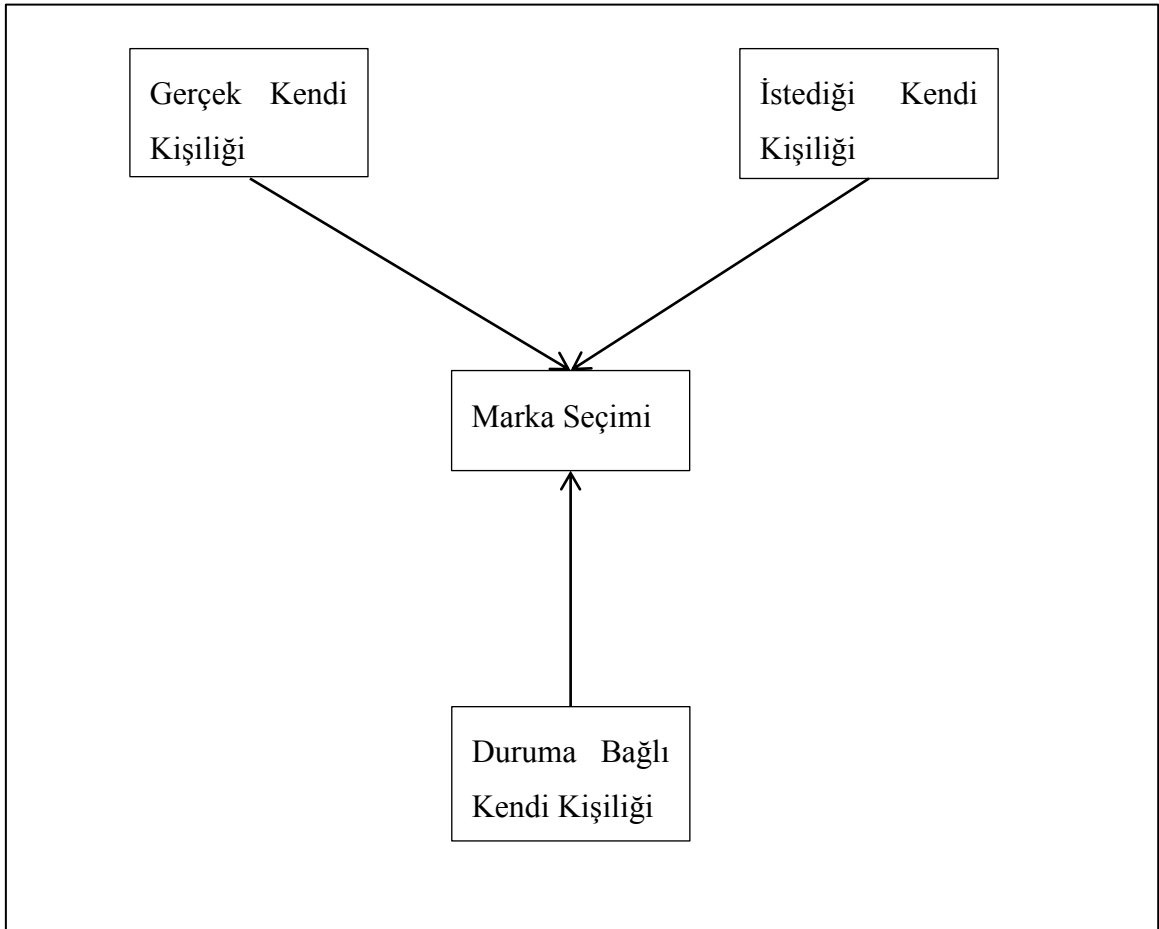 Gerçek Kendi
Kişiliği
İstediği Kendi
Kişiliği
Marka Seçimi
Duruma Bağlı
Kendi Kişiliği